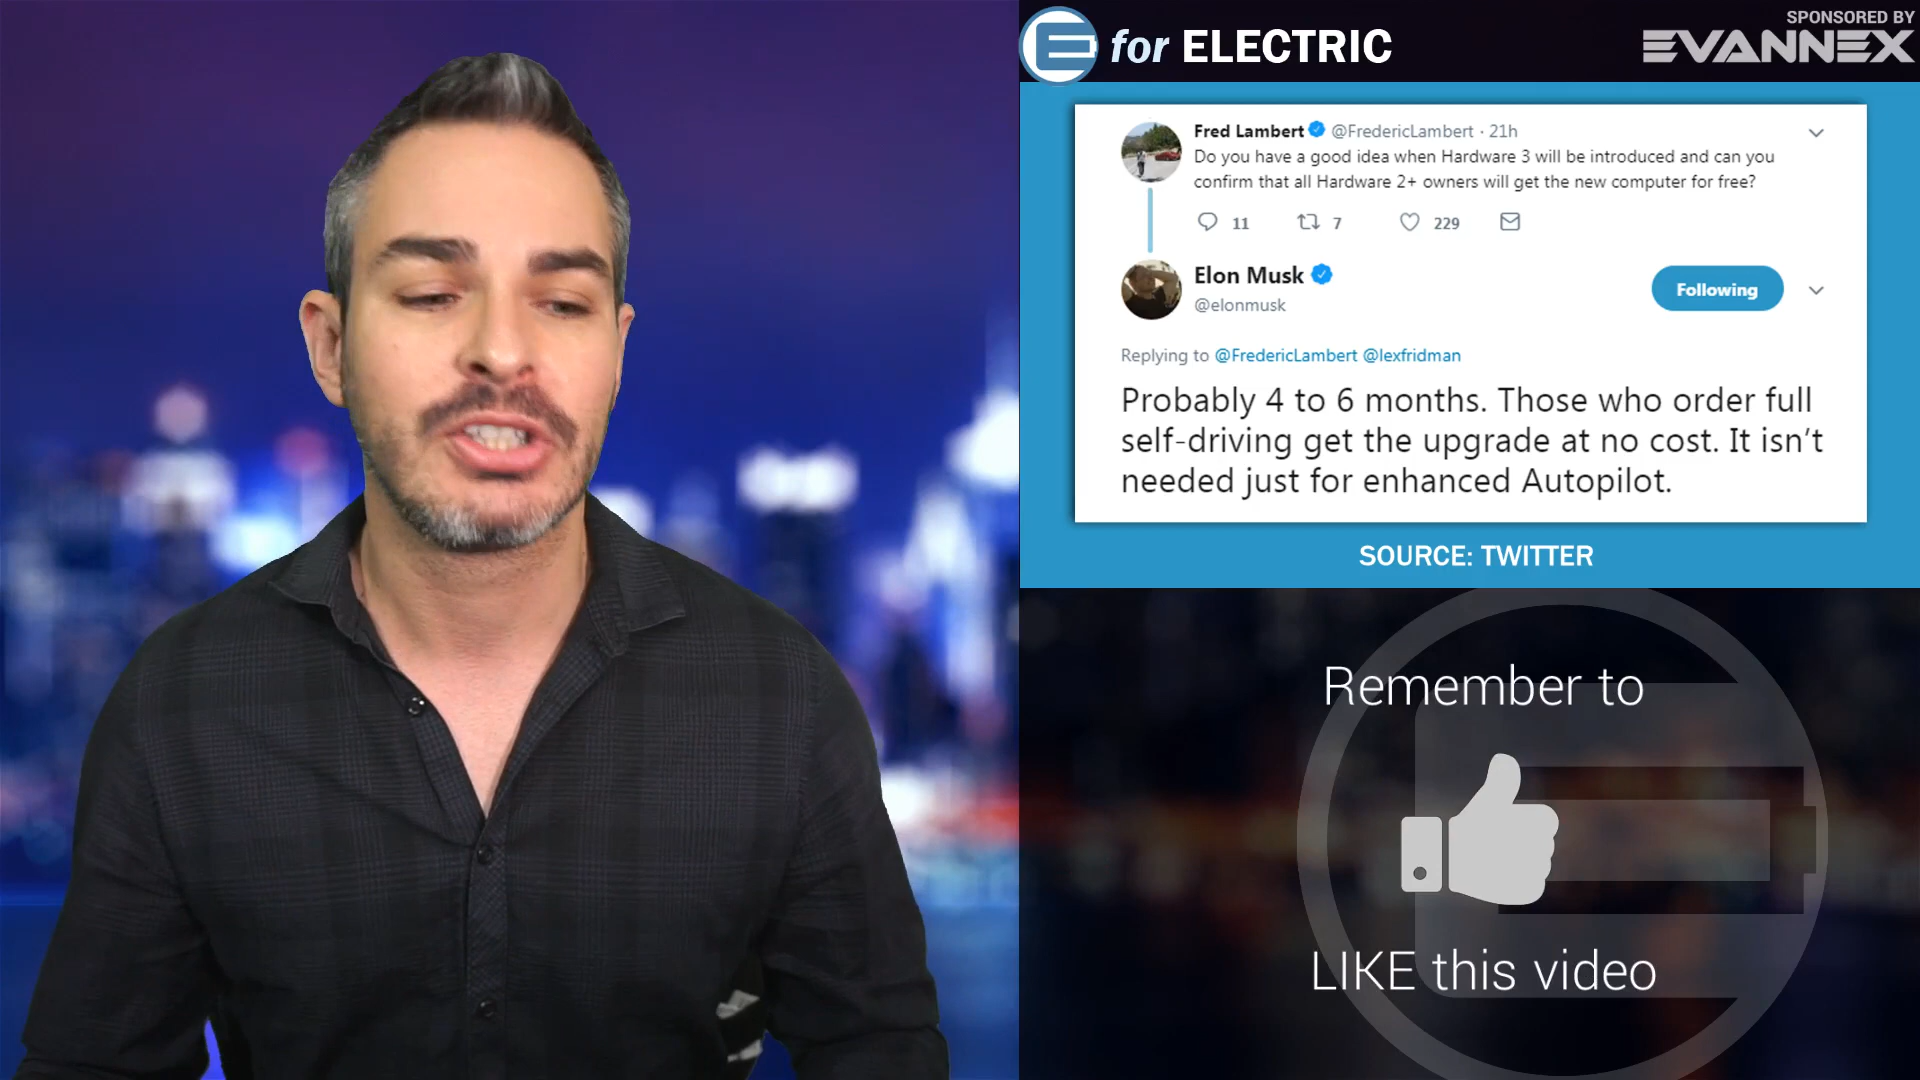 for ELECTRIC
SPONSORED BY
EVANNEX
Fred Lambert @FredericLambert · 21h
Do you have a good idea when Hardware 3 will be introduced and can you
confirm that all Hardware 2+ owners will get the new computer for free?
11 7 229
Elon Musk
@elonmusk
Following
Replying to @FredericLambert @lexfridman
Probably 4 to 6 months. Those who order full
self-driving get the upgrade at no cost. It isn't
needed just for enhanced Autopilot.
SOURCE: TWITTER
Remember to
LIKE this video